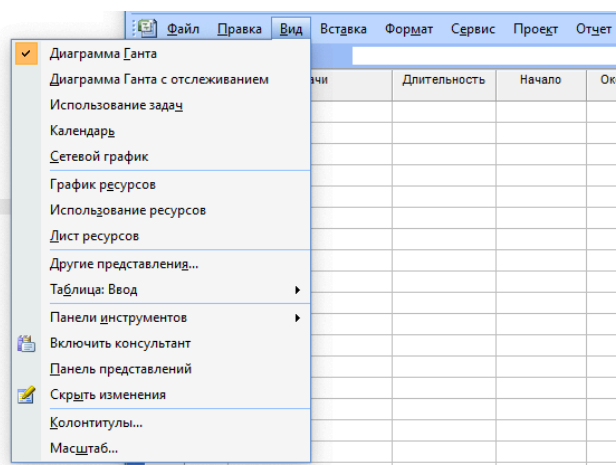 Файл Правка Вид Вставка Формат Сервис Проект Отчет
Диаграмма Ганта
Диаграмма Ганта с отслеживанием
Использование задач
Календарь
Сетевой график
График ресурсов
Использование ресурсов
Лист ресурсов
Другие представления...
Таблица: Ввод
Панели инструментов
Включить консультант
Панель представлений
Скрыть изменения
Колонтитулы...
Масштаб...
Длительность Начало